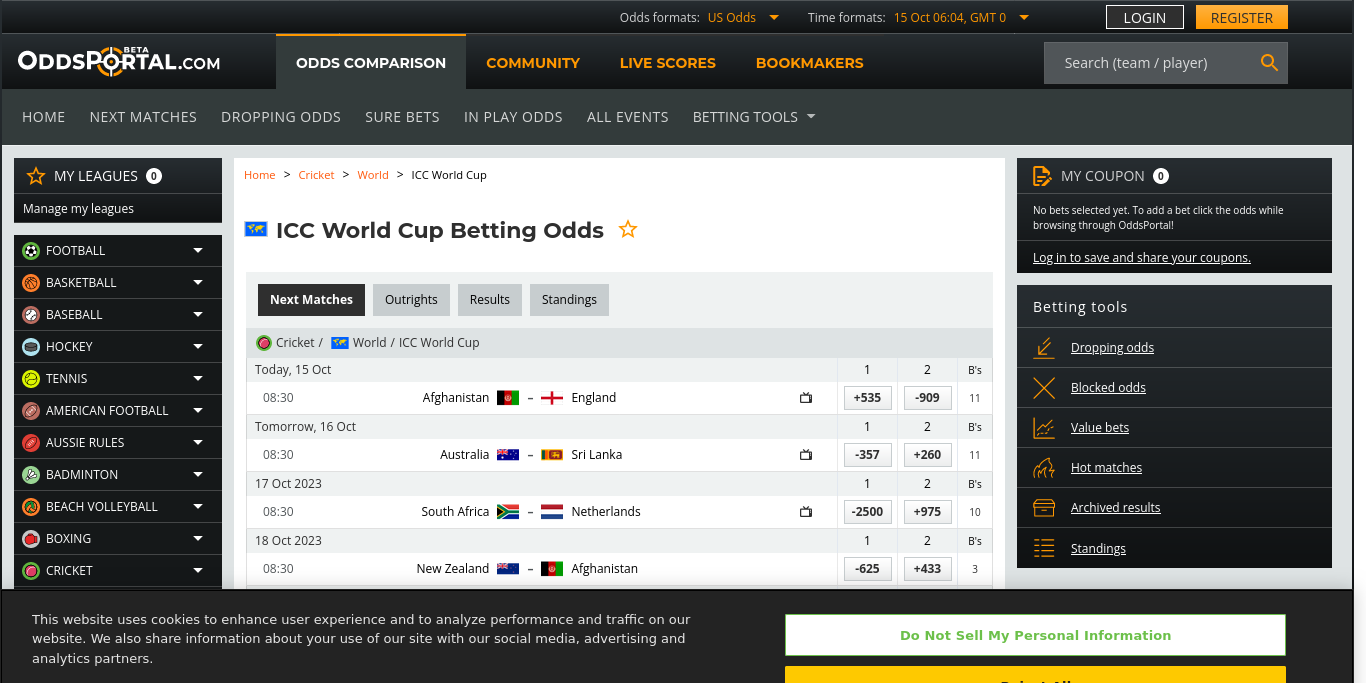 Odds formats: US Odds Time formats: 15 Oct 06:04, GMT 0 LOGIN REGISTER
ODDSPORTAL.COM BETA
ODDS COMPARISON COMMUNITY LIVE SCORES BOOKMAKERS Search (team / player)
HOME NEXT MATCHES DROPPING ODDS SURE BETS IN PLAY ODDS ALL EVENTS BETTING TOOLS
MY LEAGUES 0
Manage my leagues
FOOTBALL
BASKETBALL
BASEBALL
HOCKEY
TENNIS
AMERICAN FOOTBALL
AUSSIE RULES
BADMINTON
BEACH VOLLEYBALL
BOXING
CRICKET
Home > Cricket > World > ICC World Cup
ICC World Cup Betting Odds
Next Matches Outrights Results Standings
Cricket / World / ICC World Cup
Today, 15 Oct 1 2 B's
08:30 Afghanistan – England +535 -909 11
Tomorrow, 16 Oct 1 2 B's
08:30 Australia – Sri Lanka -357 +260 11
17 Oct 2023 1 2 B's
08:30 South Africa – Netherlands -2500 +975 10
18 Oct 2023 1 2 B's
08:30 New Zealand – Afghanistan -625 +433 3
MY COUPON 0
No bets selected yet. To add a bet click the odds while
browsing through OddsPortal!
Log in to save and share your coupons.
Betting tools
Dropping odds
Blocked odds
Value bets
Hot matches
Archived results
Standings
This website uses cookies to enhance user experience and to analyze performance and traffic on our
website. We also share information about your use of our site with our social media, advertising and
analytics partners.
Do Not Sell My Personal Information
Reject All